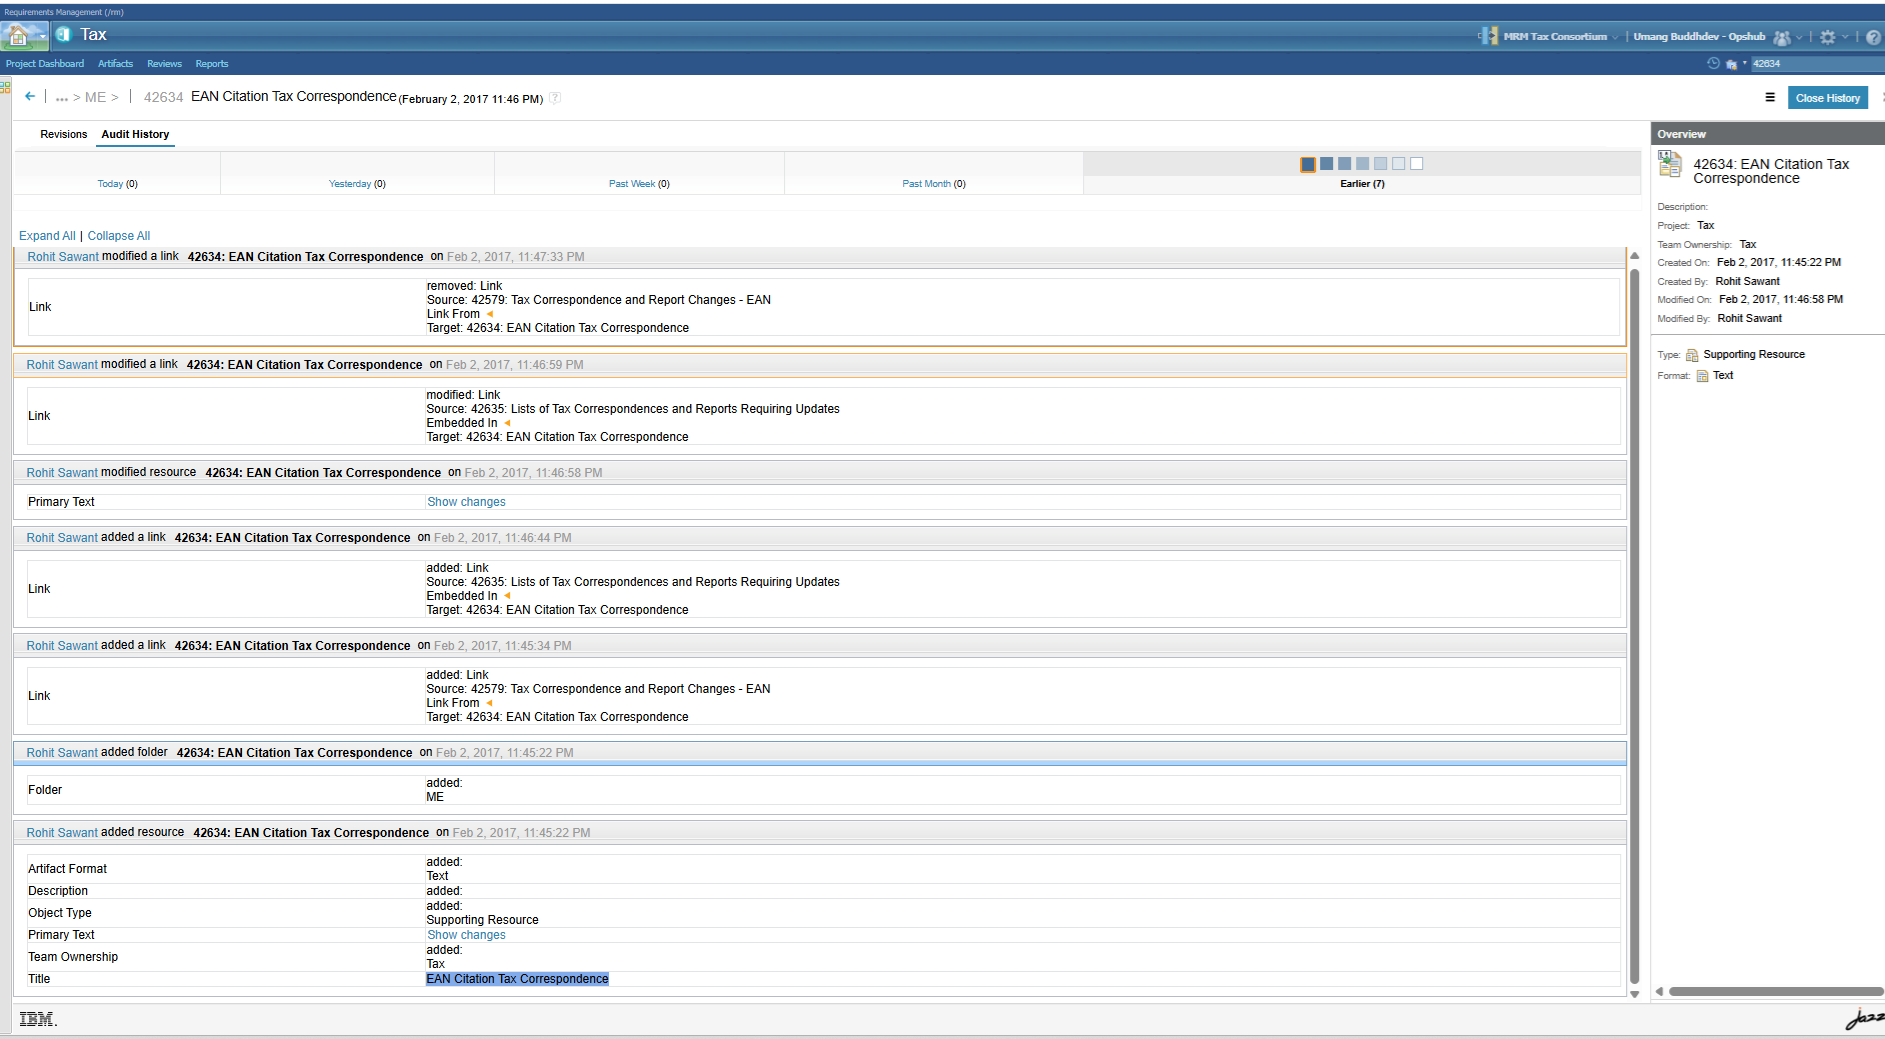 Requirements Management (/rm)
Tax
MRM Tax Consortium | Umang Buddhdev - Opshub
Project Dashboard Artifacts Reviews Reports
42634
... > ME > | 42634 EAN Citation Tax Correspondence (February 2, 2017 11:46 PM)
Close History
Revisions Audit History
Today (0) Yesterday (0) Past Week (0) Past Month (0) Earlier (7)
Expand All | Collapse All
Rohit Sawant modified a link 42634: EAN Citation Tax Correspondence on Feb 2, 2017, 11:47:33 PM
Link
removed: Link
Source: 42579: Tax Correspondence and Report Changes - EAN
Link From
Target: 42634: EAN Citation Tax Correspondence
Rohit Sawant modified a link 42634: EAN Citation Tax Correspondence on Feb 2, 2017, 11:46:59 PM
Link
modified: Link
Source: 42635: Lists of Tax Correspondences and Reports Requiring Updates
Embedded In
Target: 42634: EAN Citation Tax Correspondence
Rohit Sawant modified resource 42634: EAN Citation Tax Correspondence on Feb 2, 2017, 11:46:58 PM
Primary Text Show changes
Rohit Sawant added a link 42634: EAN Citation Tax Correspondence on Feb 2, 2017, 11:46:44 PM
Link
added: Link
Source: 42635: Lists of Tax Correspondences and Reports Requiring Updates
Embedded In
Target: 42634: EAN Citation Tax Correspondence
Rohit Sawant added a link 42634: EAN Citation Tax Correspondence on Feb 2, 2017, 11:45:34 PM
Link
added: Link
Source: 42579: Tax Correspondence and Report Changes - EAN
Link From
Target: 42634: EAN Citation Tax Correspondence
Rohit Sawant added folder 42634: EAN Citation Tax Correspondence on Feb 2, 2017, 11:45:22 PM
Folder
added:
ME
Rohit Sawant added resource 42634: EAN Citation Tax Correspondence on Feb 2, 2017, 11:45:22 PM
Artifact Format
added:
Text
Description added:
Object Type
added:
Supporting Resource
Primary Text Show changes
Team Ownership
added:
Tax
Title EAN Citation Tax Correspondence
Overview
42634: EAN Citation Tax
Correspondence
Description:
Project: Tax
Team Ownership: Tax
Created On: Feb 2, 2017, 11:45:22 PM
Created By: Rohit Sawant
Modified On: Feb 2, 2017, 11:46:58 PM
Modified By: Rohit Sawant
Type: Supporting Resource
Format: Text
IBM.
Jazz